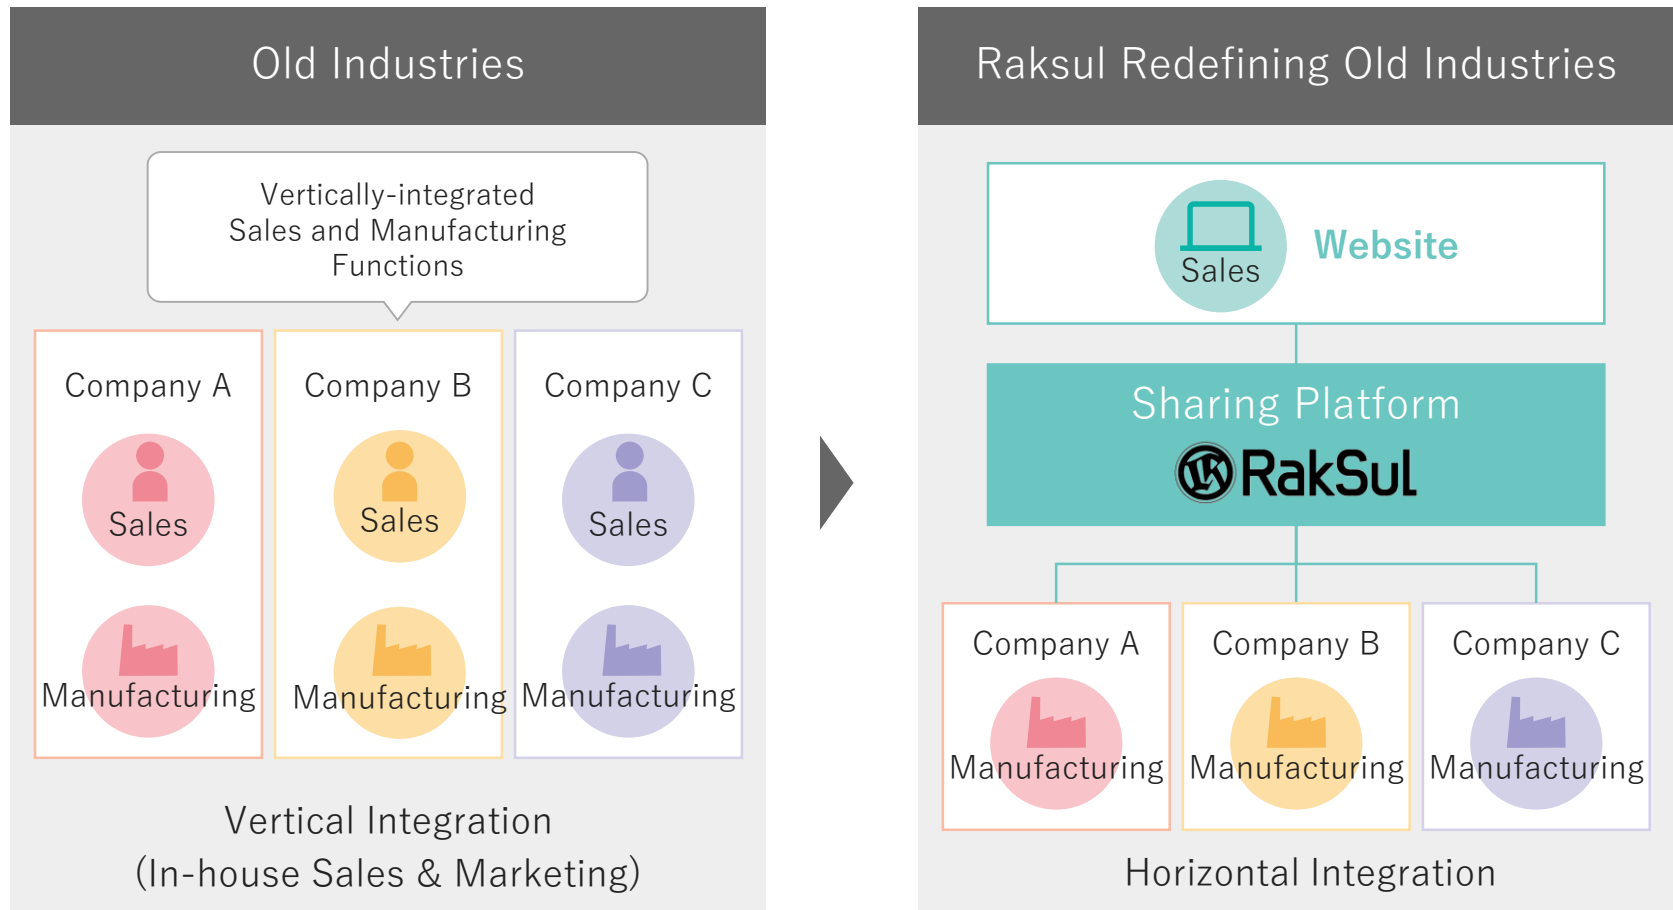 Old Industries
Vertically-integrated
Sales and Manufacturing
Functions
Company A
Company B
Company C
Sales
Sales
Sales
Manufacturing
Manufacturing
Manufacturing
Vertical Integration
(In-house Sales & Marketing)
Raksul Redefining Old Industries
Sales
Website
Sharing Platform
RakSul
Company A
Company B
Company C
Manufacturing
Manufacturing
Manufacturing
Horizontal Integration